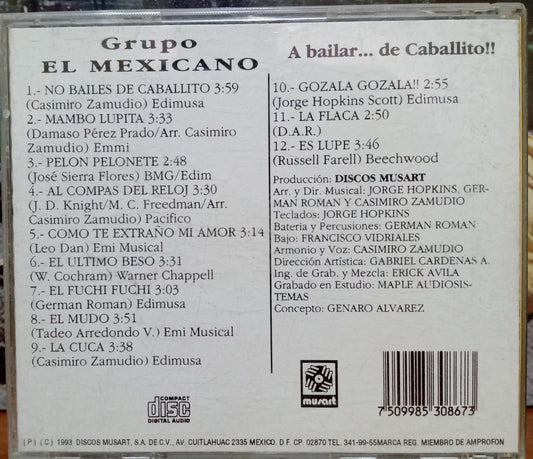 Grupo
EL MEXICANO
1.- NO BAILES DE CABALLITO 3:59
(Casimiro Zamudio) Edimusa
2.- MAMBO LUPITA 3:33
(Damaso Pérez Prado/Arr. Casimiro
Zamudio) Emmi
3.- PELON PELONETE 2:48
(José Sierra Flores) BMG/Edim
4.- AL COMPAS DEL RELOJ 3:30
(J. D. Knight/M. C. Freedman/Arr.
Casimiro Zamudio) Pacifico
5.- COMO TE EXTRAÑO MI AMOR 3:14
(Leo Dan) Emi Musical
6.- EL ULTIMO BESO 3:31
(W. Cochram) Warner Chappell
7.- EL FUCHI FUCHI 3:03
(German Roman) Edimusa
8.- EL MUDO 3:51
(Tadeo Arredondo V.) Emi Musical
9.- LA CUCA 3:38
(Casimiro Zamudio) Edimusa
A bailar... de Caballito!!
10.- GOZALA GOZALA!! 2:55
(Jorge Hopkins Scott) Edimusa
11.- LA FLACA 2:50
(D.A.R.)
12.- ES LUPE 3:46
(Russell Farell) Beechwood
Producción: DISCOS MUSART
Arr. y Dir. Musical: JORGE HOPKINS, GER-
MAN ROMAN Y CASIMIRO ZAMUDIO
Teclados: JORGE HOPKINS
Bateria y Percusiones: GERMAN ROMAN
Bajo: FRANCISCO VIDRIALES
Armonio y Voz: CASIMIRO ZAMUDIO
Dirección Artística: GABRIEL CARDENAS A.
Ing. de Grab. y Mezcla: ERICK AVILA
Grabado en Estudio: MAPLE AUDIOSIS-
TEMAS
Concepto: GENARO ALVAREZ
COMPACT
disc
DIGITAL AUDIO
musart
7 509985 308673
(P) (C) 1993 DISCOS MUSART, S.A. DE C.V., AV. CUITLAHUAC 2335 MEXICO, D.F. CP. 02870 TEL. 341-99-55 MARCA REG. MIEMBRO DE AMPROFON